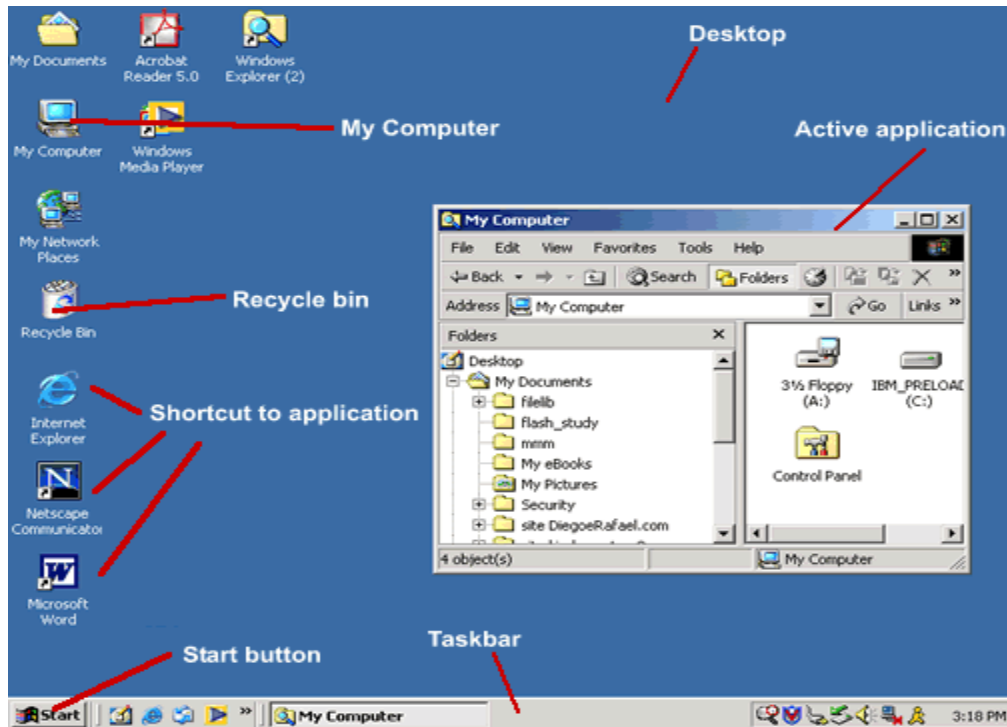 My Documents
Acrobat
Reader 5.0
Windows
Explorer (2)
Desktop
My Computer
Windows
Media Player
My Computer
Active application
My Network
Places
Recycle Bin
Recycle bin
Internet
Explorer
Shortcut to application
Netscape
Communicator
Microsoft
Word
My Computer
File Edit View Favorites Tools Help
Back Search Folders »
Address My Computer Go Links »
Folders
Desktop
My Documents
filelib
flash_study
mmm
My eBooks
My Pictures
Security
site DiegoeRafael.com
3½ Floppy
(A:)
IBM_PRELOAD
(C:)
Control Panel
4 object(s) My Computer
Start button
Taskbar
Start » My Computer 3:18 PM